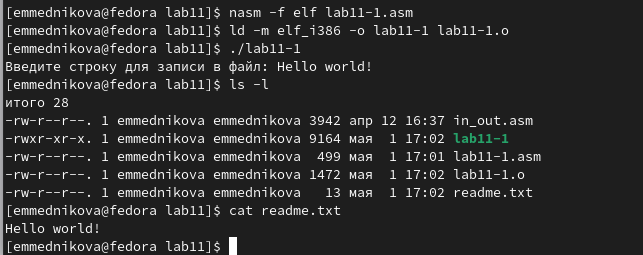 [emmednikova@fedora lab11]$ nasm -f elf lab11-1.asm
[emmednikova@fedora lab11]$ ld -m elf_i386 -o lab11-1 lab11-1.o
[emmednikova@fedora lab11]$ ./lab11-1
Введите строку для записи в файл: Hello world!
[emmednikova@fedora lab11]$ ls -l
итого 28
-rw-r--r--. 1 emmednikova emmednikova 3942 апр 12 16:37 in_out.asm
-rwxr-xr-x. 1 emmednikova emmednikova 9164 мая  1 17:02 lab11-1
-rw-r--r--. 1 emmednikova emmednikova  499 мая  1 17:01 lab11-1.asm
-rw-r--r--. 1 emmednikova emmednikova 1472 мая  1 17:02 lab11-1.o
-rw-r--r--. 1 emmednikova emmednikova   13 мая  1 17:02 readme.txt
[emmednikova@fedora lab11]$ cat readme.txt
Hello world!
[emmednikova@fedora lab11]$